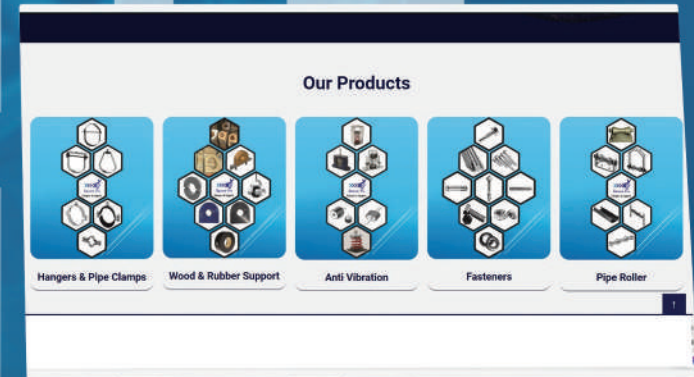 Our Products
Hangers & Pipe Clamps
Wood & Rubber Support
Anti Vibration
Fasteners
Pipe Roller